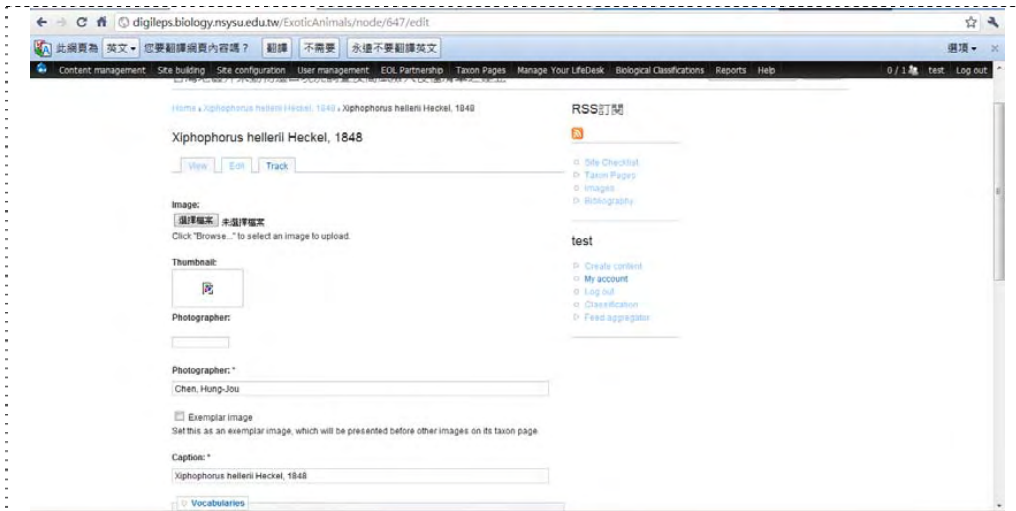 digileps.biology.nsysu.edu.tw/ExoticAnimals/node/647/edit
此網頁為 英文 您要翻譯網頁內容嗎? 翻譯 不需要 永遠不要翻譯英文 選項
Content management Site building Site configuration User management EOL Partnership Taxon Pages Manage Your LifeDesk Biological Classifications Reports Help 0 / 1 test Log out
Home » Xiphophorus hellerii Heckel, 1848 » Xiphophorus hellerii Heckel, 1848
Xiphophorus hellerii Heckel, 1848
View Edit Track
Image:
選擇檔案 未選擇檔案
Click "Browse..." to select an image to upload.
Thumbnail:
Photographer:
Photographer: *
Chen, Hung-Jou
Exemplar image
Set this as an exemplar image, which will be presented before other images on its taxon page.
Caption: *
Xiphophorus hellerii Heckel, 1848
Vocabularies
RSS訂閱
Site Checklist
Taxon Pages
Images
Bibliography
test
Create content
My account
Log out
Classification
Feed aggregator